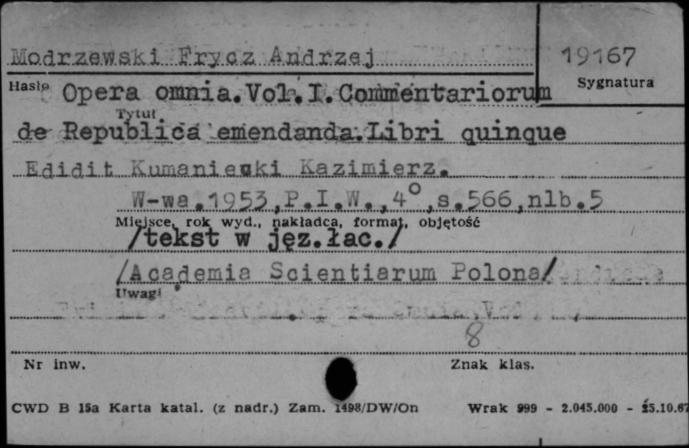 Modrzewski Frycz Andrzej
19167
Hasło
Sygnatura
Opera omnia.Vol.I.Commentariorum
Tytuł
de Republica emendanda.Libri quinque
Edidit Kumaniecki Kazimierz.
W-wa.1953,P.I.W.,4°,s.566,nlb.5
Miejsce, rok wyd., nakładca, format, objętość
/tekst w jęz.łac./
/Academia Scientiarum Polona/
Uwagi
8
Nr inw.
Znak klas.
CWD B 15a Karta katal. (z nadr.) Zam. 1498/DW/On
Wrak 999 - 2.045.000 - 25.10.67